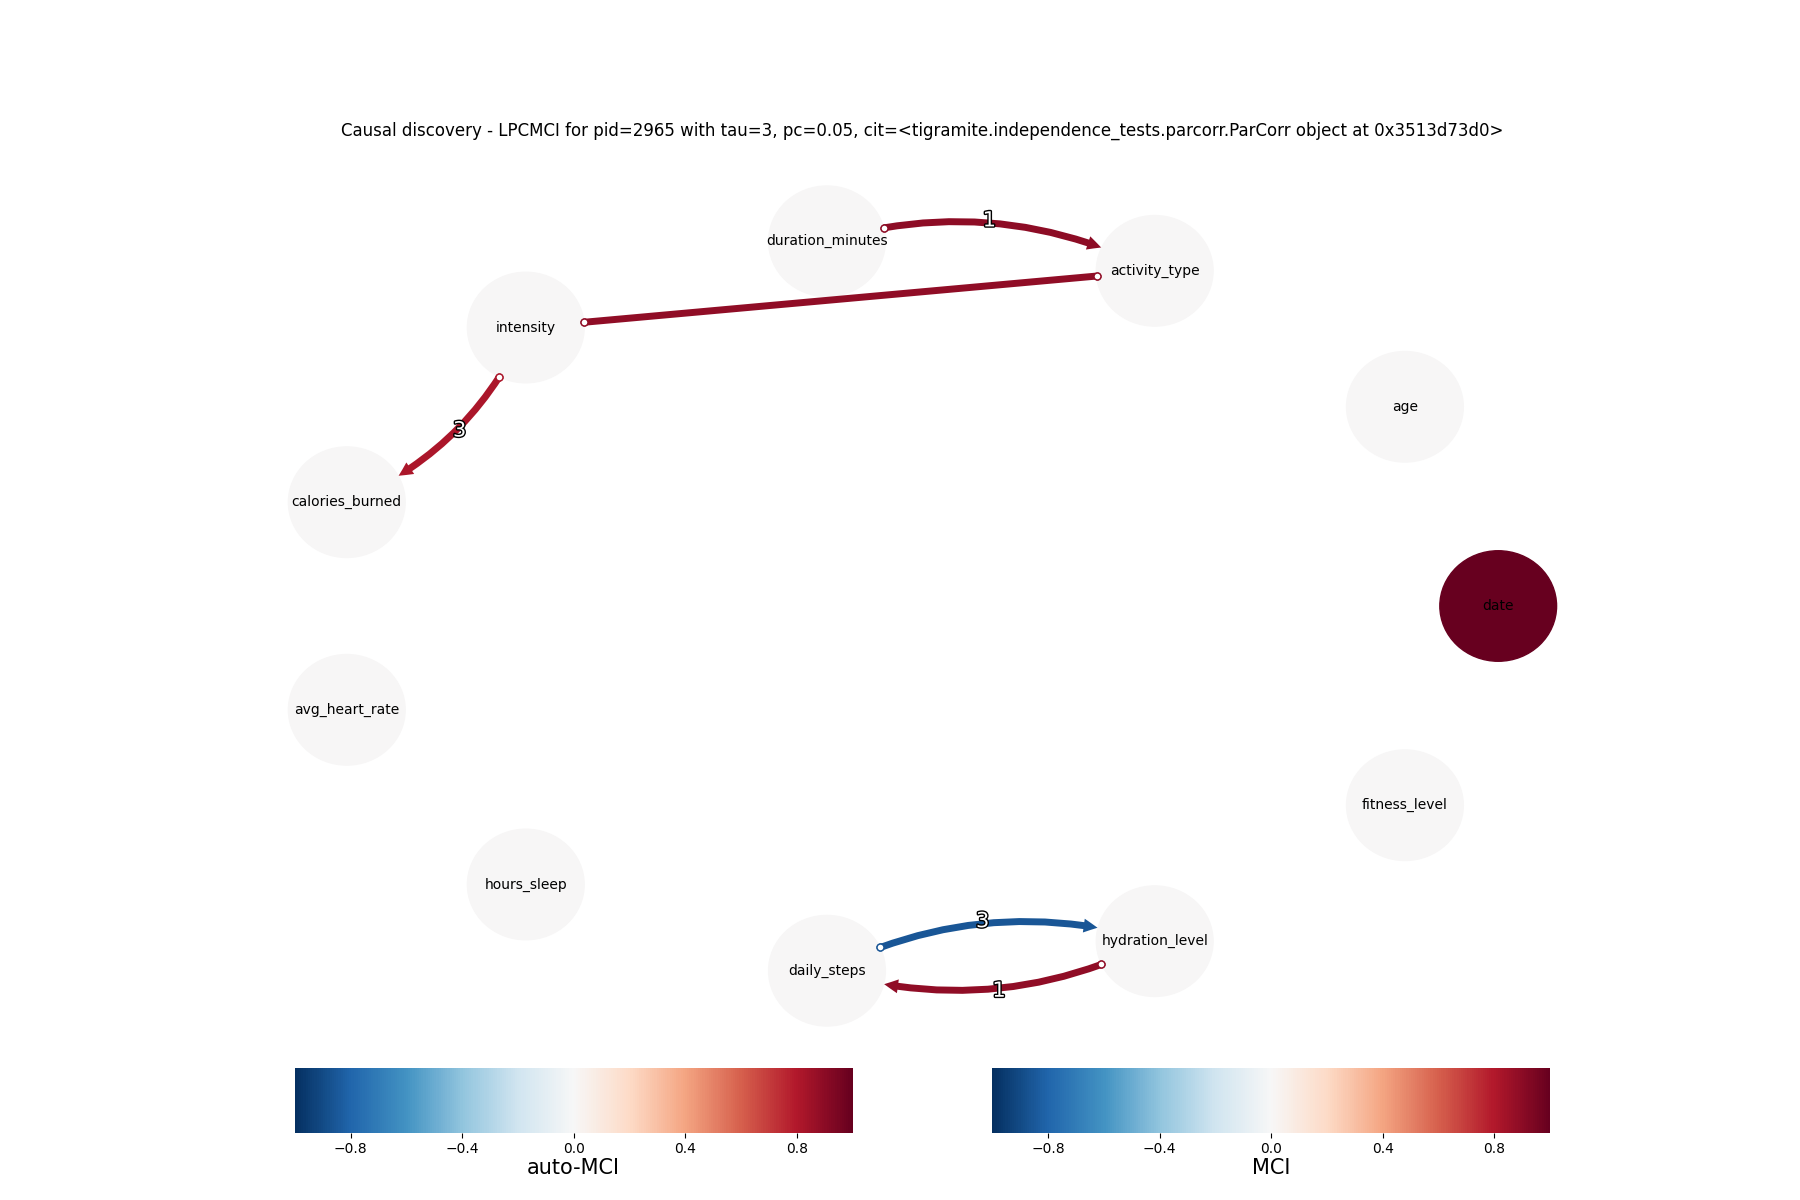 Causal discovery - LPCMCI for pid=2965 with tau=3, pc=0.05, cit=<tigramite.independence_tests.parcorr.ParCorr object at 0x3513d73d0>
1
duration_minutes
activity_type
intensity
age
3
calories_burned
date
avg_heart_rate
fitness_level
hours_sleep
3
hydration_level
daily_steps
1
−0.8 −0.4 0.0 0.4 0.8
auto-MCI
−0.8 −0.4 0.0 0.4 0.8
MCI